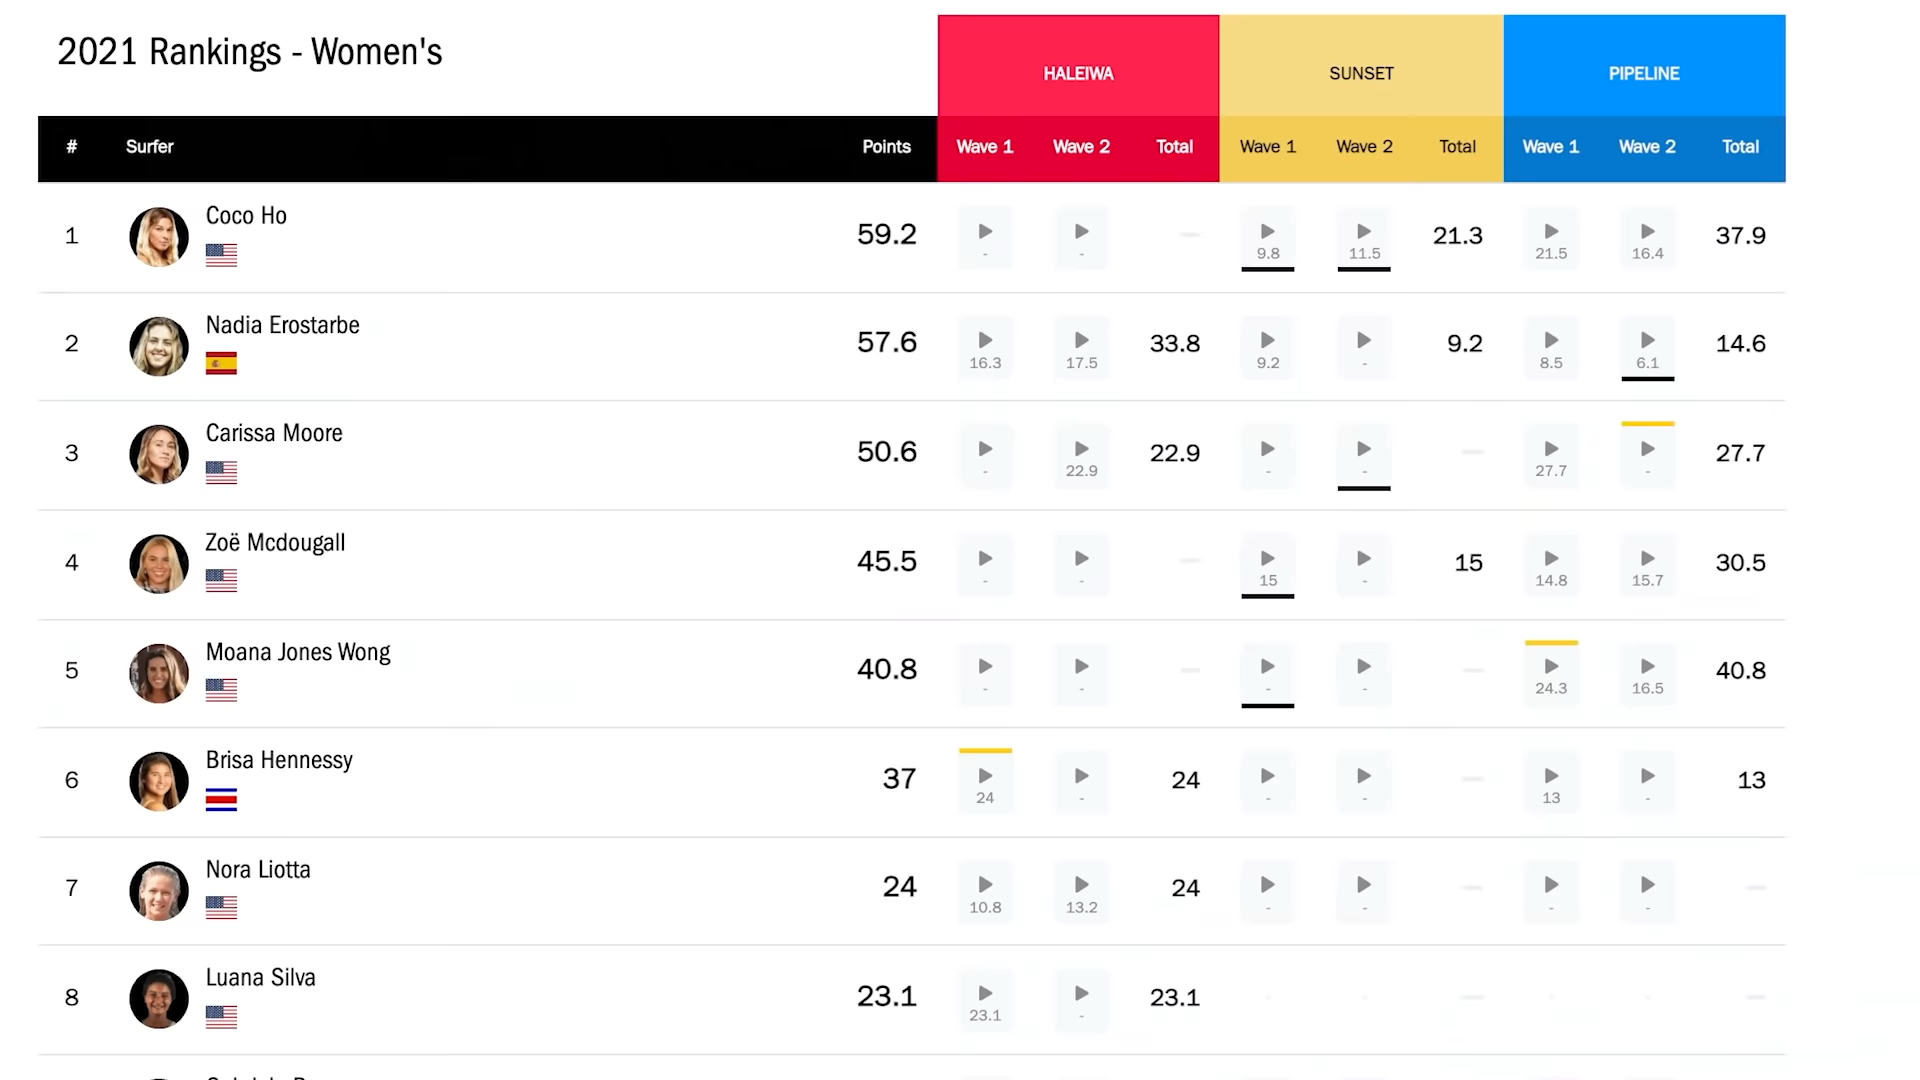 2021 Rankings - Women's
HALEIWA SUNSET PIPELINE
# Surfer Points Wave 1 Wave 2 Total Wave 1 Wave 2 Total Wave 1 Wave 2 Total
1 Coco Ho 59.2 - - — 9.8 11.5 21.3 21.5 16.4 37.9
2 Nadia Erostarbe 57.6 16.3 17.5 33.8 9.2 - 9.2 8.5 6.1 14.6
3 Carissa Moore 50.6 - 22.9 22.9 - - — 27.7 - 27.7
4 Zoë Mcdougall 45.5 - - — 15 - 15 14.8 15.7 30.5
5 Moana Jones Wong 40.8 - - — - - — 24.3 16.5 40.8
6 Brisa Hennessy 37 24 - 24 - - — 13 - 13
7 Nora Liotta 24 10.8 13.2 24 - - — - - —
8 Luana Silva 23.1 23.1 - 23.1 - - — - - —